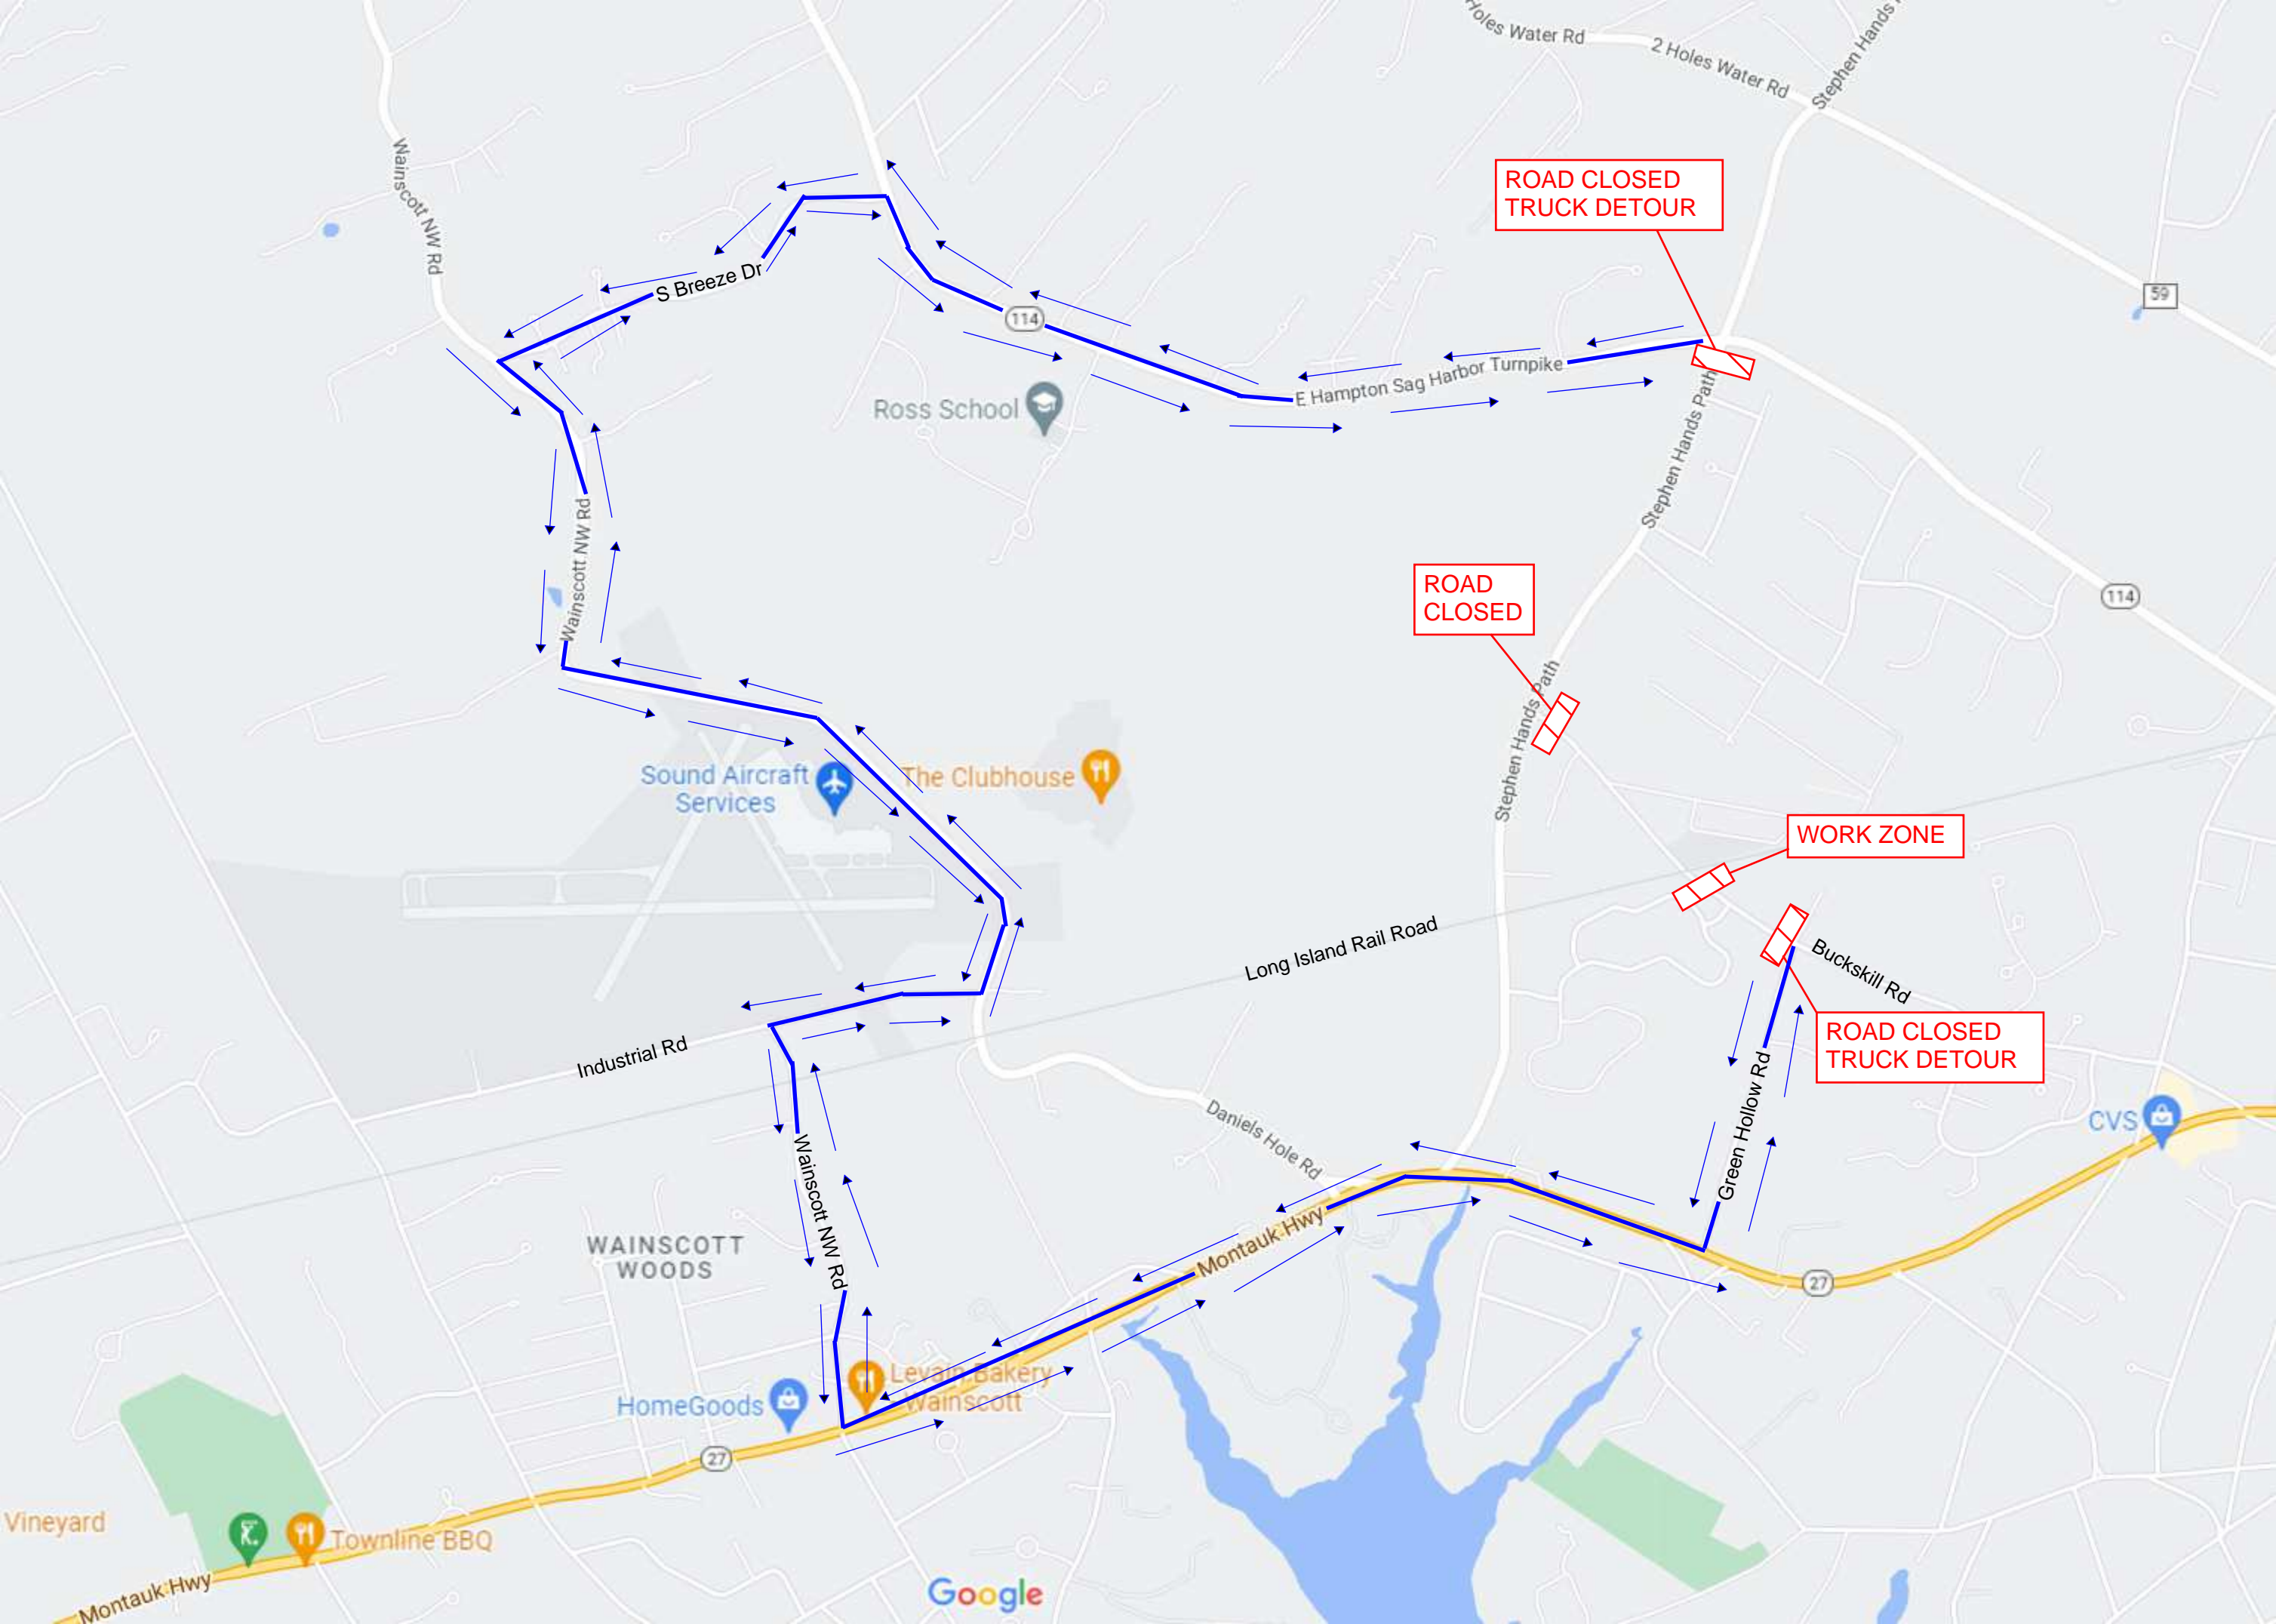 Holes Water Rd
2 Holes Water Rd
Stephen Hands
Wainscott NW Rd
ROAD CLOSED
TRUCK DETOUR
S Breeze Dr
59
114
E Hampton Sag Harbor Turnpike
Ross School
Stephen Hands Path
Wainscott NW Rd
ROAD
CLOSED
114
Stephen Hands Path
Sound Aircraft
Services
The Clubhouse
WORK ZONE
Long Island Rail Road
Buckskill Rd
ROAD CLOSED
TRUCK DETOUR
Industrial Rd
Green Hollow Rd
CVS
Daniels Hole Rd
Wainscott NW Rd
WAINSCOTT
WOODS
Montauk Hwy
27
Levain Bakery
Wainscott
HomeGoods
27
Vineyard
Townline BBQ
Montauk Hwy
Google